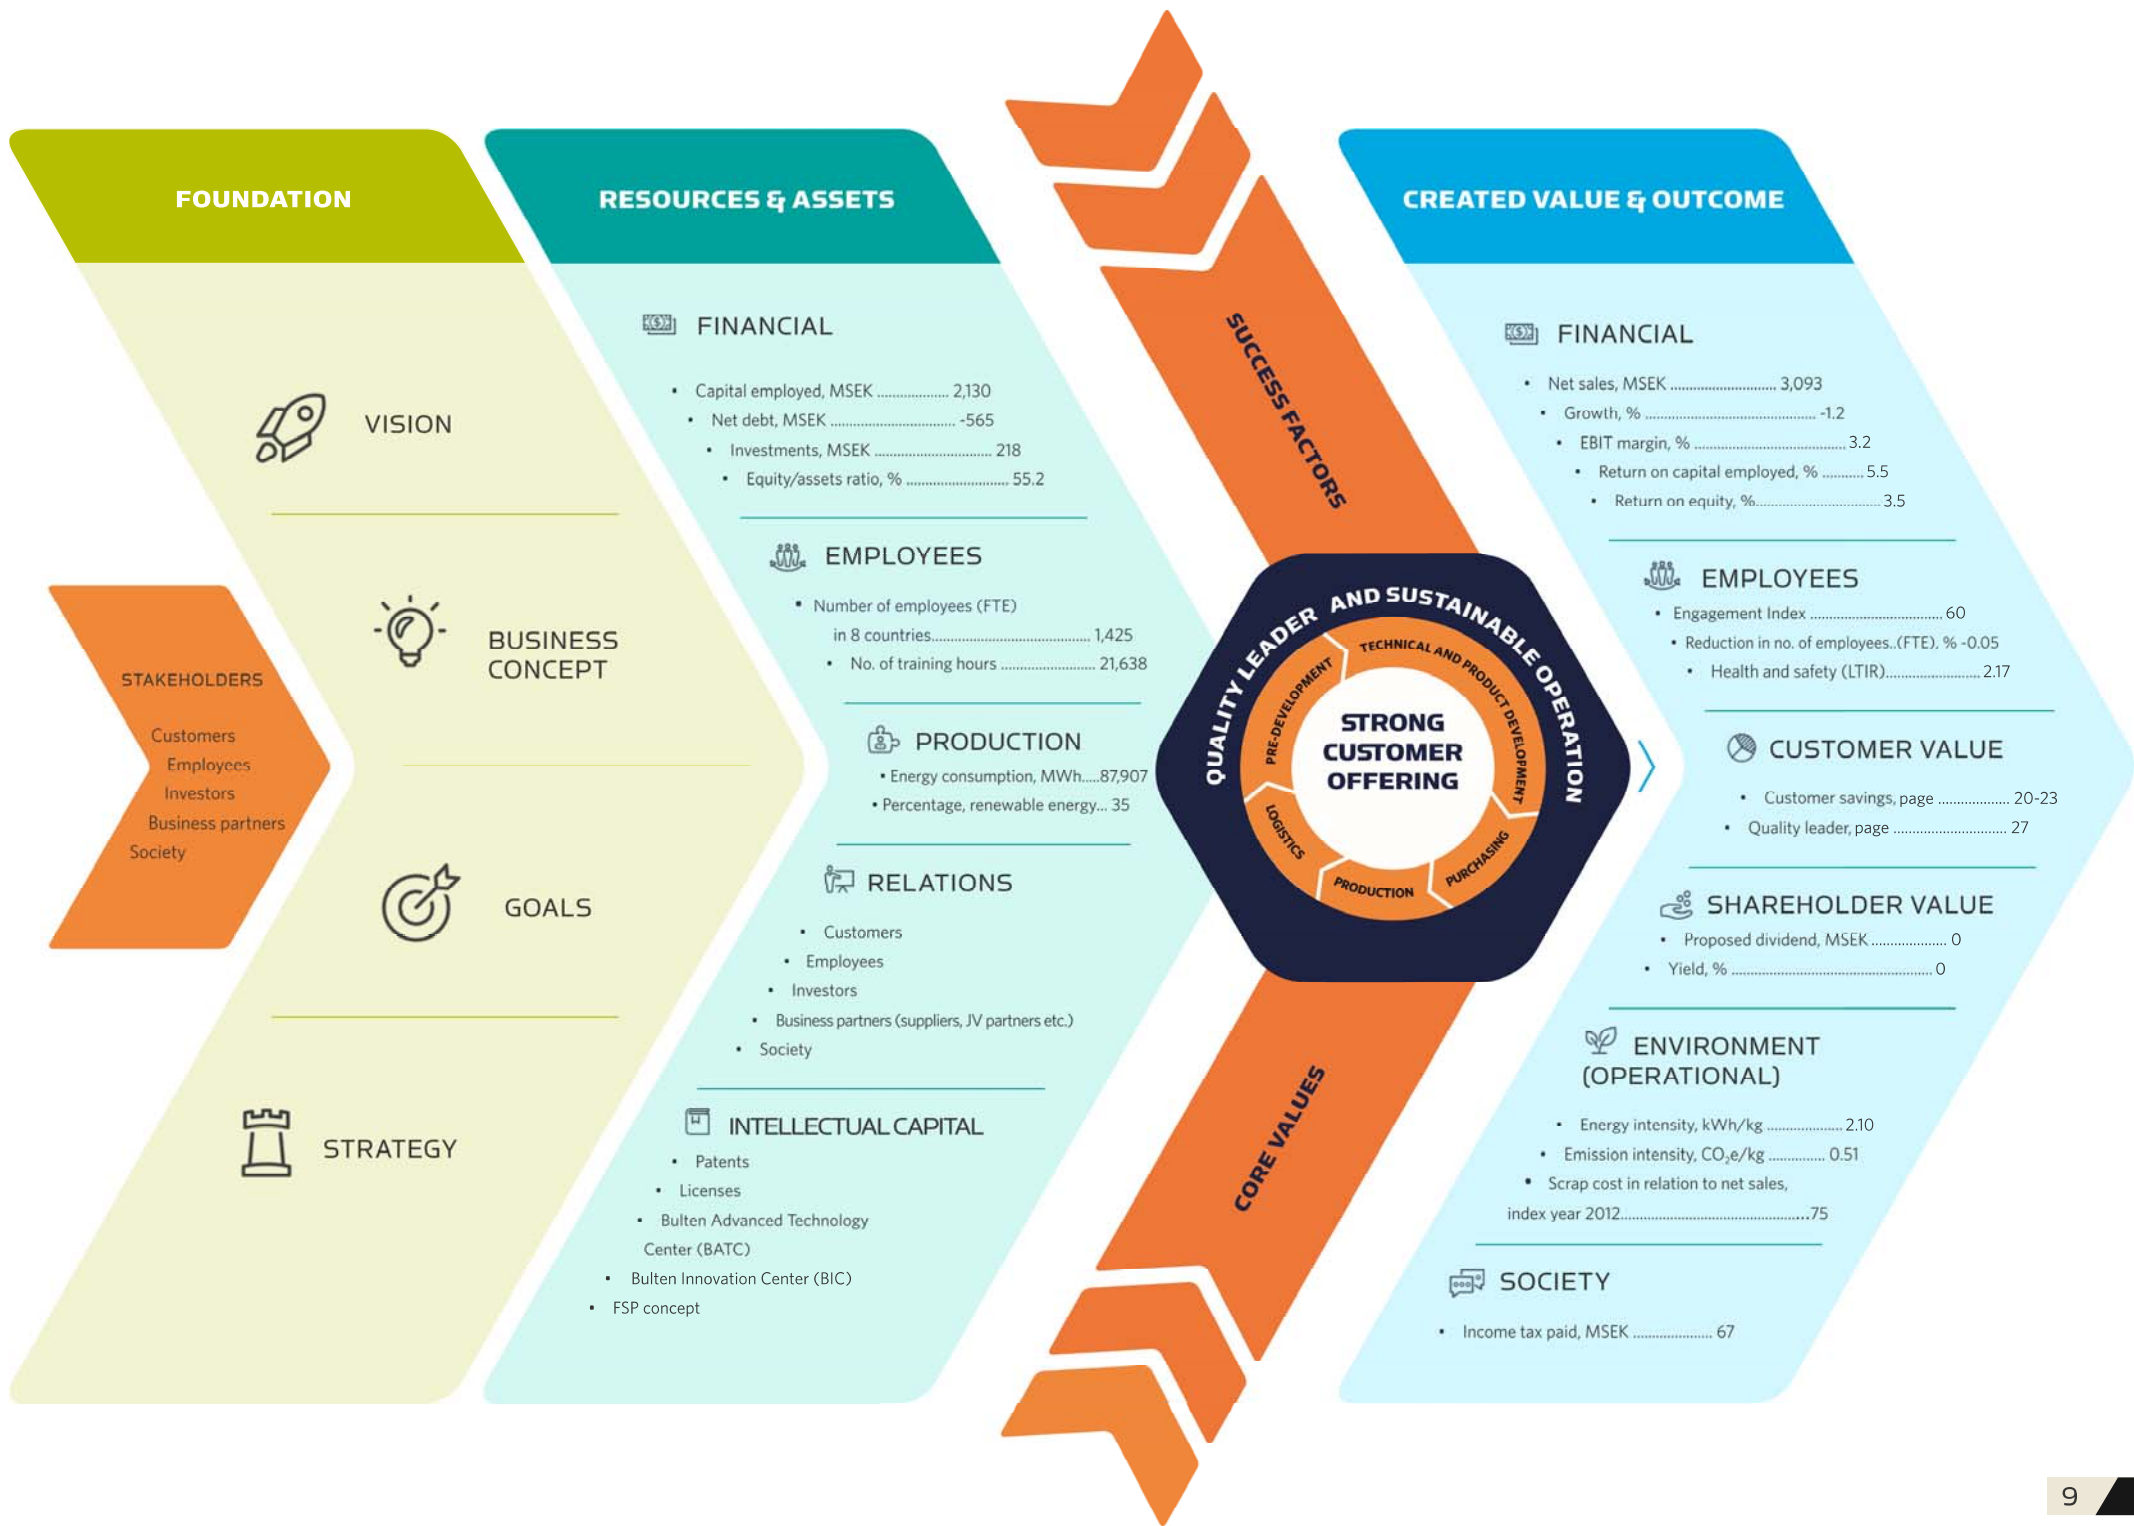 FOUNDATION
VISION
BUSINESS
CONCEPT
GOALS
STRATEGY
STAKEHOLDERS
Customers
Employees
Investors
Business partners
Society
RESOURCES & ASSETS
FINANCIAL
• Capital employed, MSEK ................... 2,130
• Net debt, MSEK ................................. -565
• Investments, MSEK ............................... 218
• Equity/assets ratio, % ........................... 55.2
EMPLOYEES
• Number of employees (FTE)
in 8 countries.......................................... 1,425
• No. of training hours ......................... 21,638
PRODUCTION
• Energy consumption, MWh.....87,907
• Percentage, renewable energy... 35
RELATIONS
• Customers
• Employees
• Investors
• Business partners (suppliers, JV partners etc.)
• Society
INTELLECTUAL CAPITAL
• Patents
• Licenses
• Bulten Advanced Technology
Center (BATC)
• Bulten Innovation Center (BIC)
• FSP concept
SUCCESS FACTORS
QUALITY LEADER AND SUSTAINABLE OPERATION
PRE-DEVELOPMENT
TECHNICAL AND PRODUCT DEVELOPMENT
PURCHASING
PRODUCTION
LOGISTICS
STRONG
CUSTOMER
OFFERING
CORE VALUES
CREATED VALUE & OUTCOME
FINANCIAL
• Net sales, MSEK ............................ 3,093
• Growth, % ............................................. -1.2
• EBIT margin, % ........................................ 3.2
• Return on capital employed, % ........... 5.5
• Return on equity, %................................. 3.5
EMPLOYEES
• Engagement Index ................................... 60
• Reduction in no. of employees..(FTE). % -0.05
• Health and safety (LTIR)......................... 2.17
CUSTOMER VALUE
• Customer savings, page ................... 20-23
• Quality leader, page .............................. 27
SHAREHOLDER VALUE
• Proposed dividend, MSEK.................... 0
• Yield, % ..................................................... 0
ENVIRONMENT
(OPERATIONAL)
• Energy intensity, kWh/kg .................... 2.10
• Emission intensity, CO₂e/kg ............... 0.51
• Scrap cost in relation to net sales,
index year 2012..................................................75
SOCIETY
• Income tax paid, MSEK ..................... 67
9